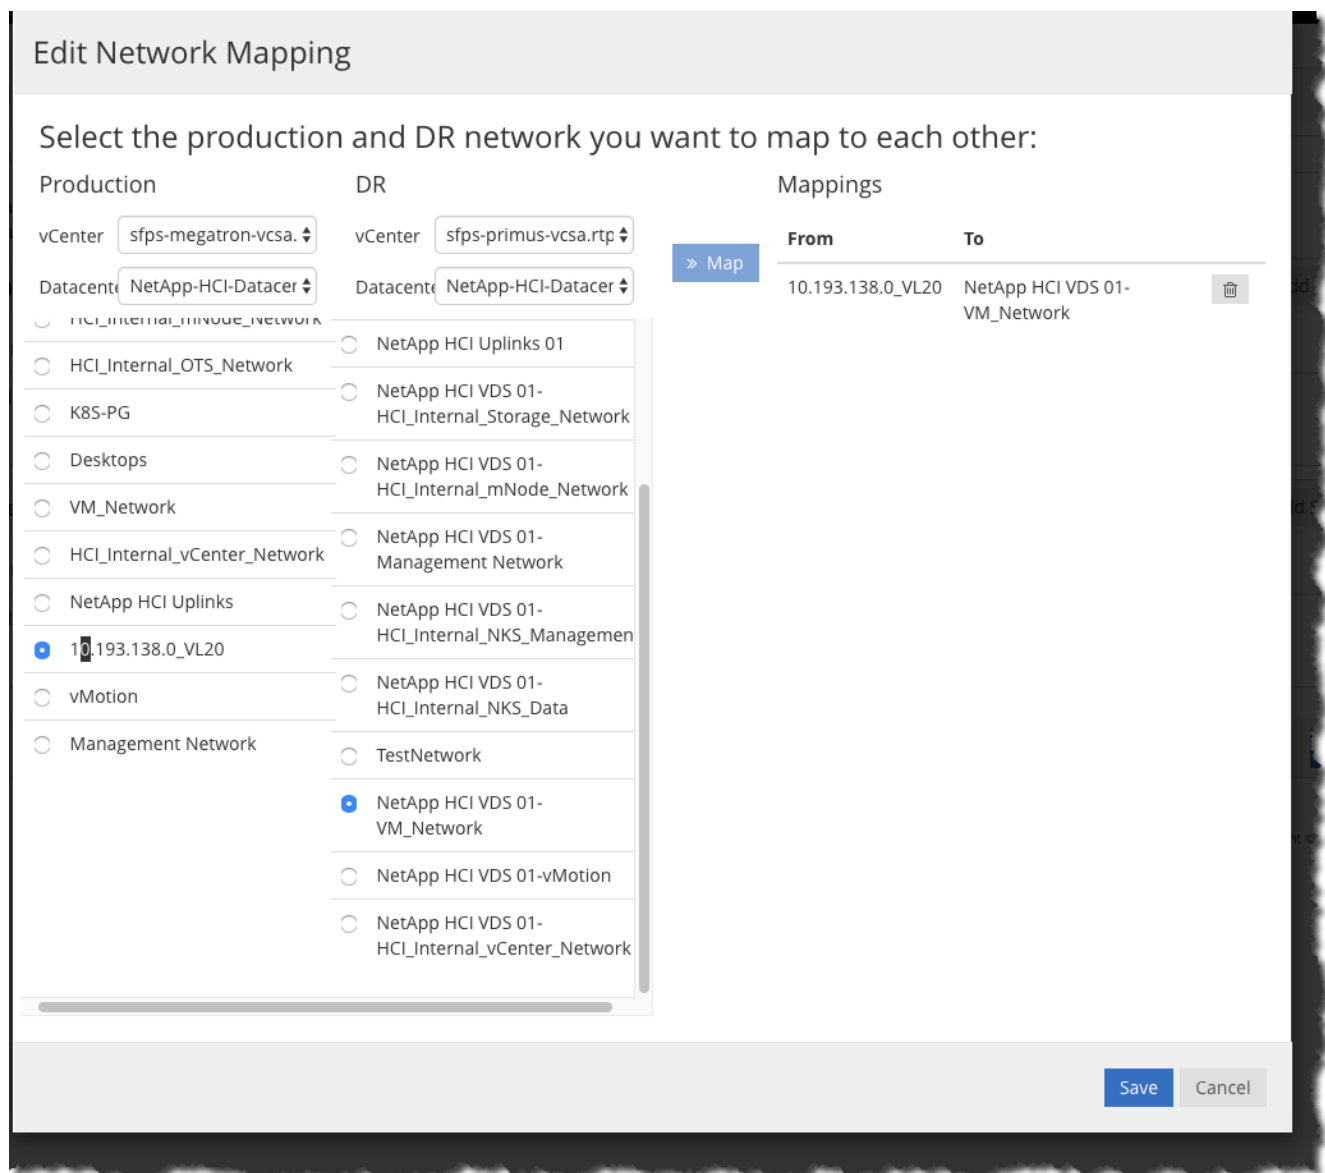 Edit Network Mapping
Select the production and DR network you want to map to each other:
Production
DR
Mappings
vCenter
sfps-megatron-vcsa.
vCenter
sfps-primus-vcsa.rtp
» Map
From
To
Datacente
NetApp-HCI-Datacer
Datacente
NetApp-HCI-Datacer
10.193.138.0_VL20
NetApp HCI VDS 01-
VM_Network
HCI_Internal_mNode_Network
HCI_Internal_OTS_Network
K8S-PG
Desktops
VM_Network
HCI_Internal_vCenter_Network
NetApp HCI Uplinks
10.193.138.0_VL20
vMotion
Management Network
NetApp HCI Uplinks 01
NetApp HCI VDS 01-
HCI_Internal_Storage_Network
NetApp HCI VDS 01-
HCI_Internal_mNode_Network
NetApp HCI VDS 01-
Management Network
NetApp HCI VDS 01-
HCI_Internal_NKS_Managemen
NetApp HCI VDS 01-
HCI_Internal_NKS_Data
TestNetwork
NetApp HCI VDS 01-
VM_Network
NetApp HCI VDS 01-vMotion
NetApp HCI VDS 01-
HCI_Internal_vCenter_Network
Save
Cancel